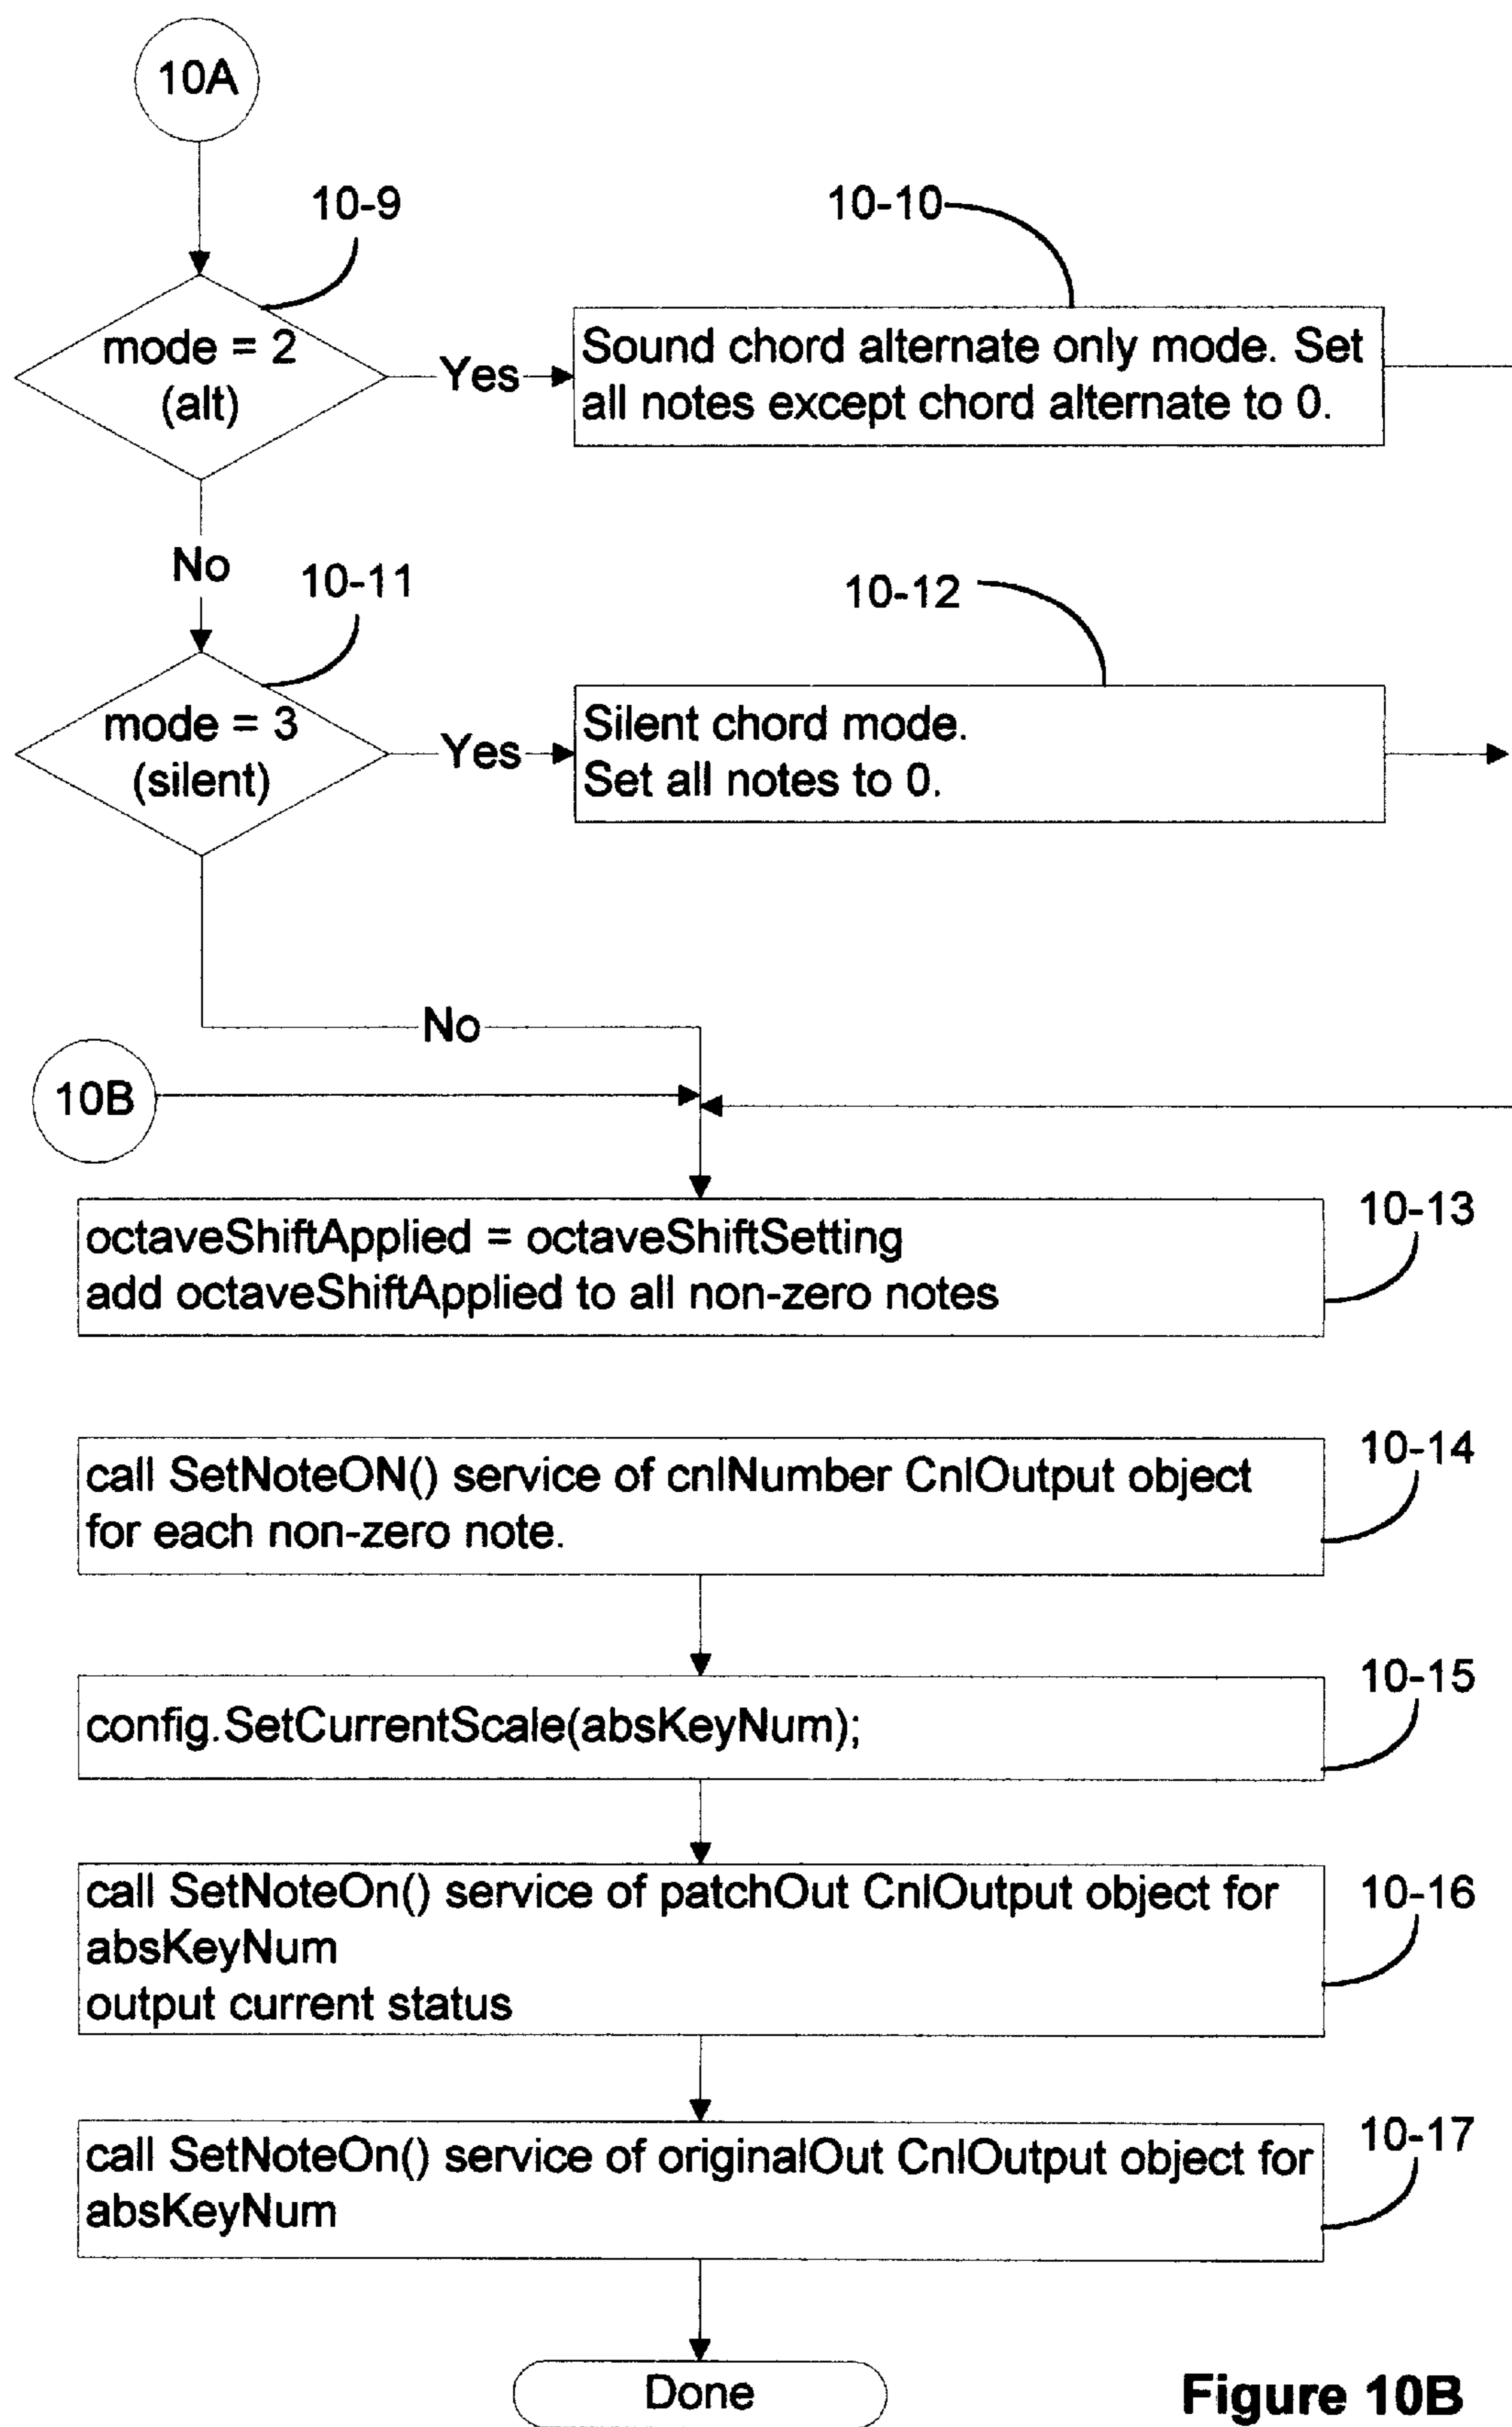 10A
10-9
10-10
mode = 2
(alt)
Yes
Sound chord alternate only mode. Set
all notes except chord alternate to 0.
No
10-11
10-12
mode = 3
(silent)
Yes
Silent chord mode.
Set all notes to 0.
No
10B
10-13
octaveShiftApplied = octaveShiftSetting
add octaveShiftApplied to all non-zero notes
10-14
call SetNoteON() service of cnlNumber CnlOutput object
for each non-zero note.
10-15
config.SetCurrentScale(absKeyNum);
10-16
call SetNoteOn() service of patchOut CnlOutput object for
absKeyNum
output current status
10-17
call SetNoteOn() service of originalOut CnlOutput object for
absKeyNum
Done
Figure 10B